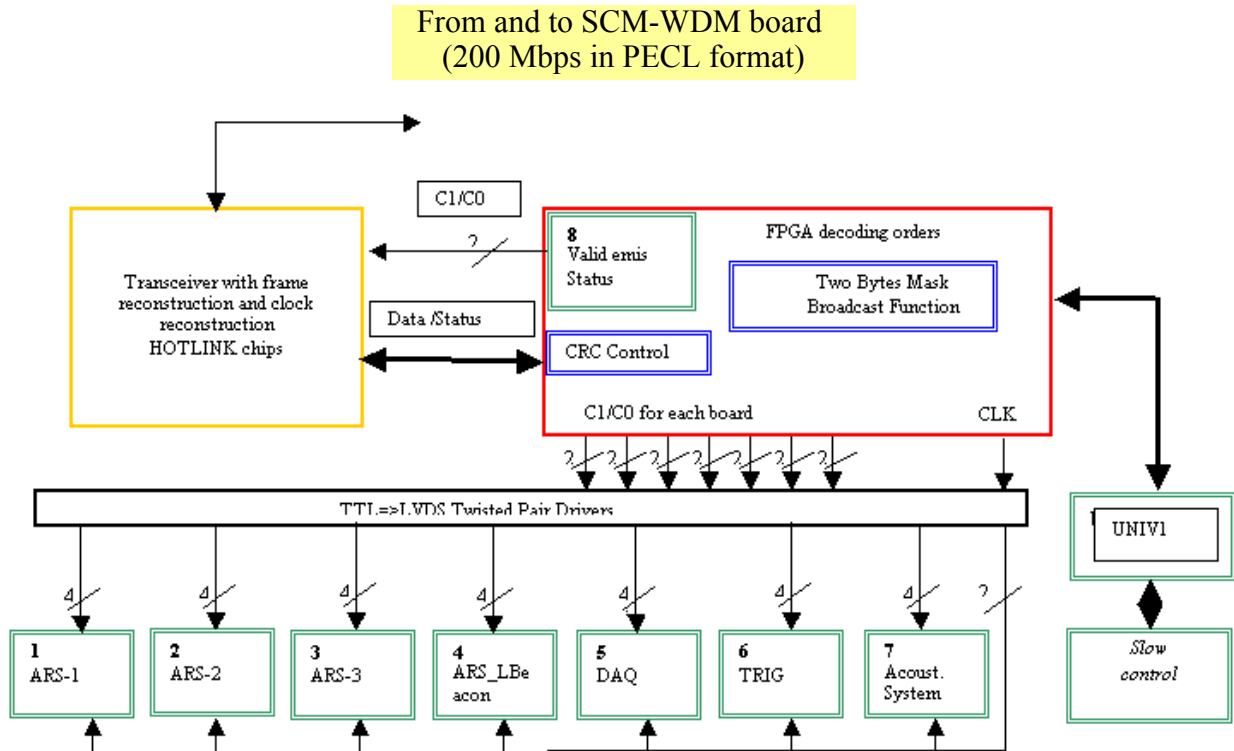 From and to SCM-WDM board
(200 Mbps in PECL format)
C1/C0
2
8
Valid emis
Status
FPGA decoding orders
Two Bytes Mask
Broadcast Function
Transceiver with frame
reconstruction and clock
reconstruction
HOTLINK chips
Data /Status
CRC Control
C1/C0 for each board
CLK
2 2 2 2 2 2 2
TTL=>LVDS Twisted Pair Drivers
UNIV1
4 4 4 4 4 4 4 2
1
ARS-1
2
ARS-2
3
ARS-3
4
ARS_LBe
acon
5
DAQ
6
TRIG
7
Acoust.
System
Slow
control